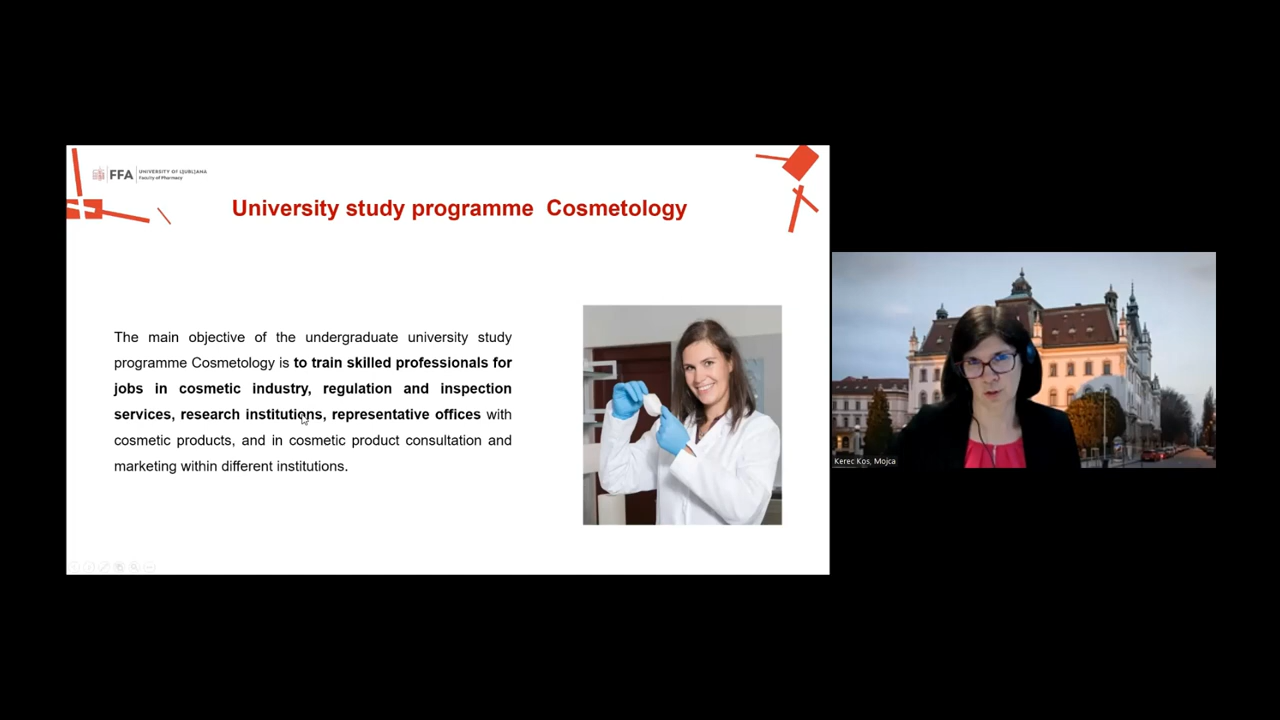 FFA
UNIVERSITY OF LJUBLJANA
Faculty of Pharmacy
University study programme Cosmetology
The main objective of the undergraduate university study
programme Cosmetology is to train skilled professionals for
jobs in cosmetic industry, regulation and inspection
services, research institutions, representative offices with
cosmetic products, and in cosmetic product consultation and
marketing within different institutions.
Kerec Kos, Mojca